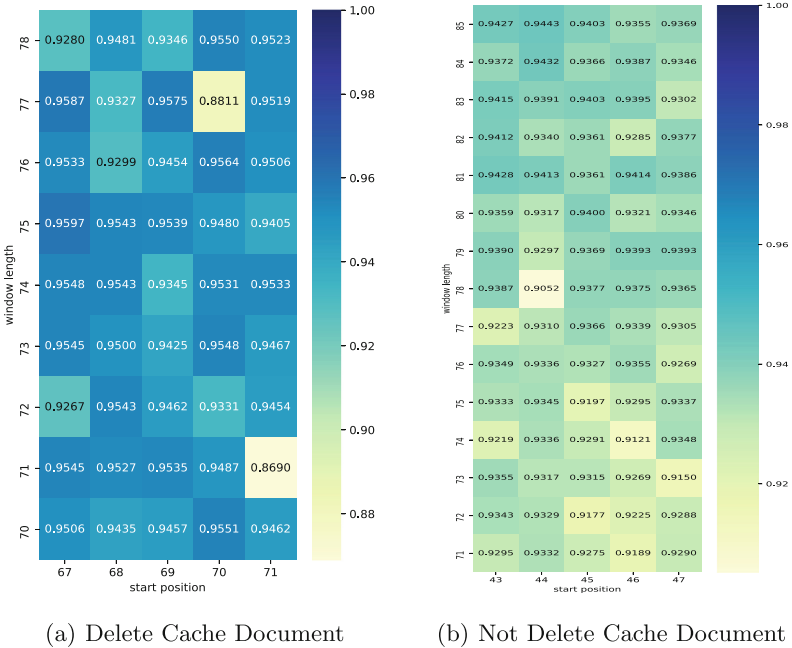 78 0.9280 0.9481 0.9346 0.9550 0.9523
77 0.9587 0.9327 0.9575 0.8811 0.9519
76 0.9533 0.9299 0.9454 0.9564 0.9506
75 0.9597 0.9543 0.9539 0.9480 0.9405
74 0.9548 0.9543 0.9345 0.9531 0.9533
73 0.9545 0.9500 0.9425 0.9548 0.9467
72 0.9267 0.9543 0.9462 0.9331 0.9454
71 0.9545 0.9527 0.9535 0.9487 0.8690
70 0.9506 0.9435 0.9457 0.9551 0.9462
67 68 69 70 71
start position
window length
1.00
0.98
0.96
0.94
0.92
0.90
0.88
(a) Delete Cache Document
85 0.9427 0.9443 0.9403 0.9355 0.9369
84 0.9372 0.9432 0.9366 0.9387 0.9346
83 0.9415 0.9391 0.9403 0.9395 0.9302
82 0.9412 0.9340 0.9361 0.9285 0.9377
81 0.9428 0.9413 0.9361 0.9414 0.9386
80 0.9359 0.9317 0.9400 0.9321 0.9346
79 0.9390 0.9297 0.9369 0.9393 0.9393
78 0.9387 0.9052 0.9377 0.9375 0.9365
77 0.9223 0.9310 0.9366 0.9339 0.9305
76 0.9349 0.9336 0.9327 0.9355 0.9269
75 0.9333 0.9345 0.9197 0.9295 0.9337
74 0.9219 0.9336 0.9291 0.9121 0.9348
73 0.9355 0.9317 0.9315 0.9269 0.9150
72 0.9343 0.9329 0.9177 0.9225 0.9288
71 0.9295 0.9332 0.9275 0.9189 0.9290
43 44 45 46 47
start position
window length
1.00
0.98
0.96
0.94
0.92
(b) Not Delete Cache Document